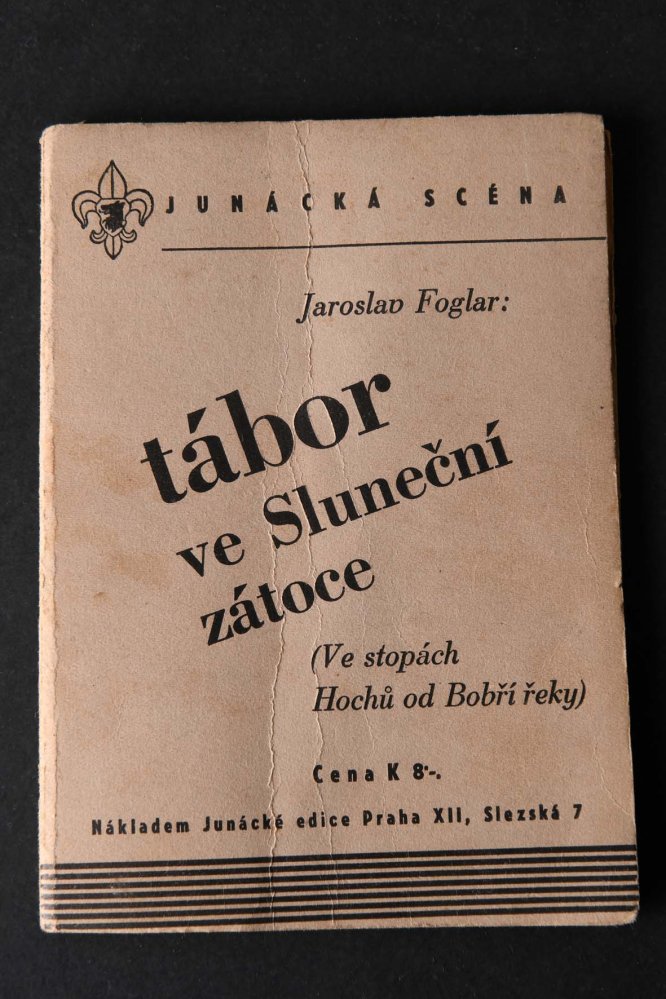 JUNÁCKÁ SCÉNA
Jaroslav Foglar:
tábor
ve Sluneční
zátoce
(Ve stopách
Hochů od Bobří řeky)
Cena K 8·-.
Nákladem Junácké edice Praha XII, Slezská 7